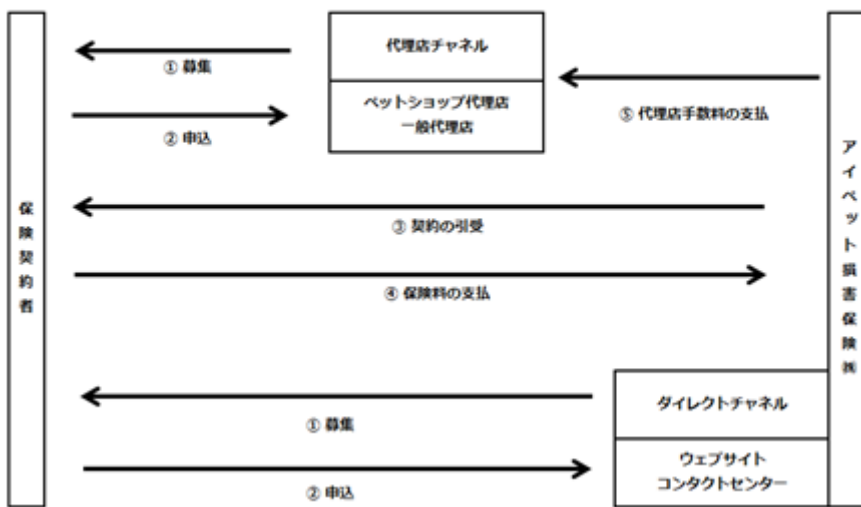 代理店チャネル
① 募集
ペットショップ代理店
一般代理店
⑤ 代理店手数料の支払
② 申込
保険契約者
アイペット損害保険㈱
③ 契約の引受
④ 保険料の支払
ダイレクトチャネル
① 募集
ウェブサイト
コンタクトセンター
② 申込